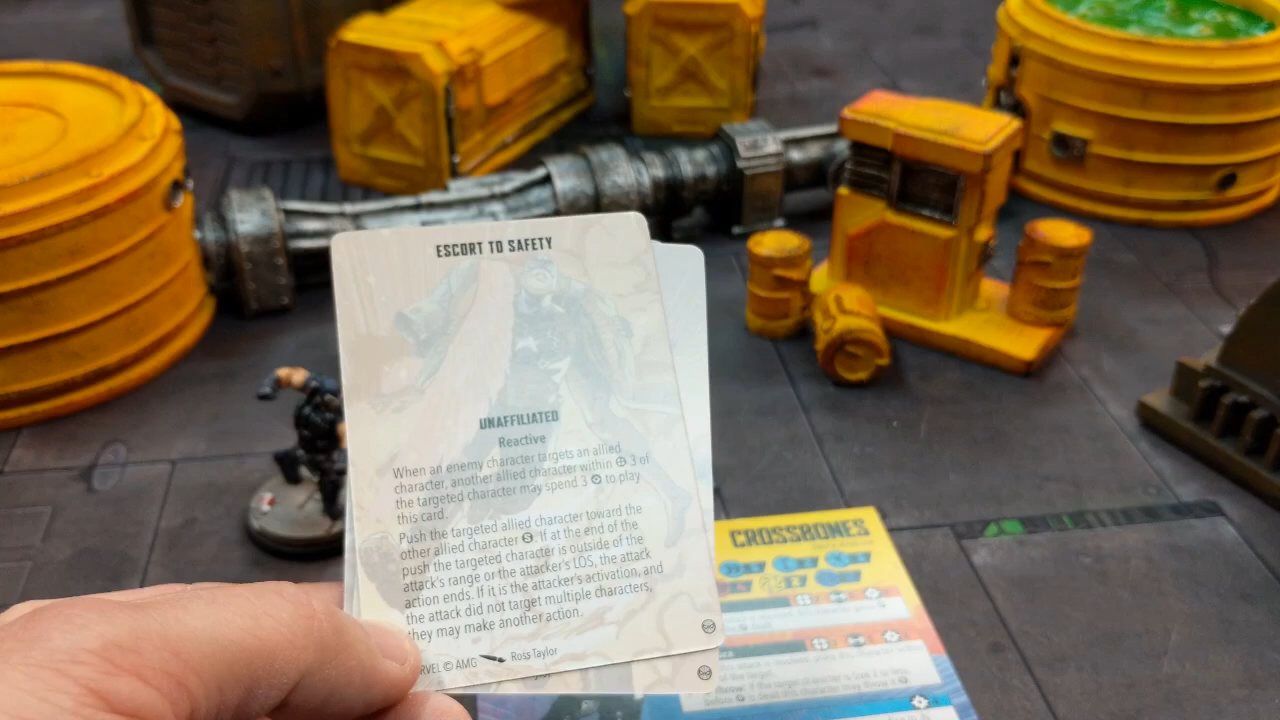 ESCORT TO SAFETY
UNAFFILIATED
Reactive
When an enemy character targets an allied
character, another allied character within 3 of
the targeted character may spend 3 to play
this card.
Push the targeted allied character toward the
other allied character S. If at the end of the
push the targeted character is outside of the
attack's range or the attacker's LOS, the attack
action ends. If it is the attacker's activation, and
the attack did not target multiple characters,
they may make another action.
RVEL © AMG Ross Taylor
CROSSBONES